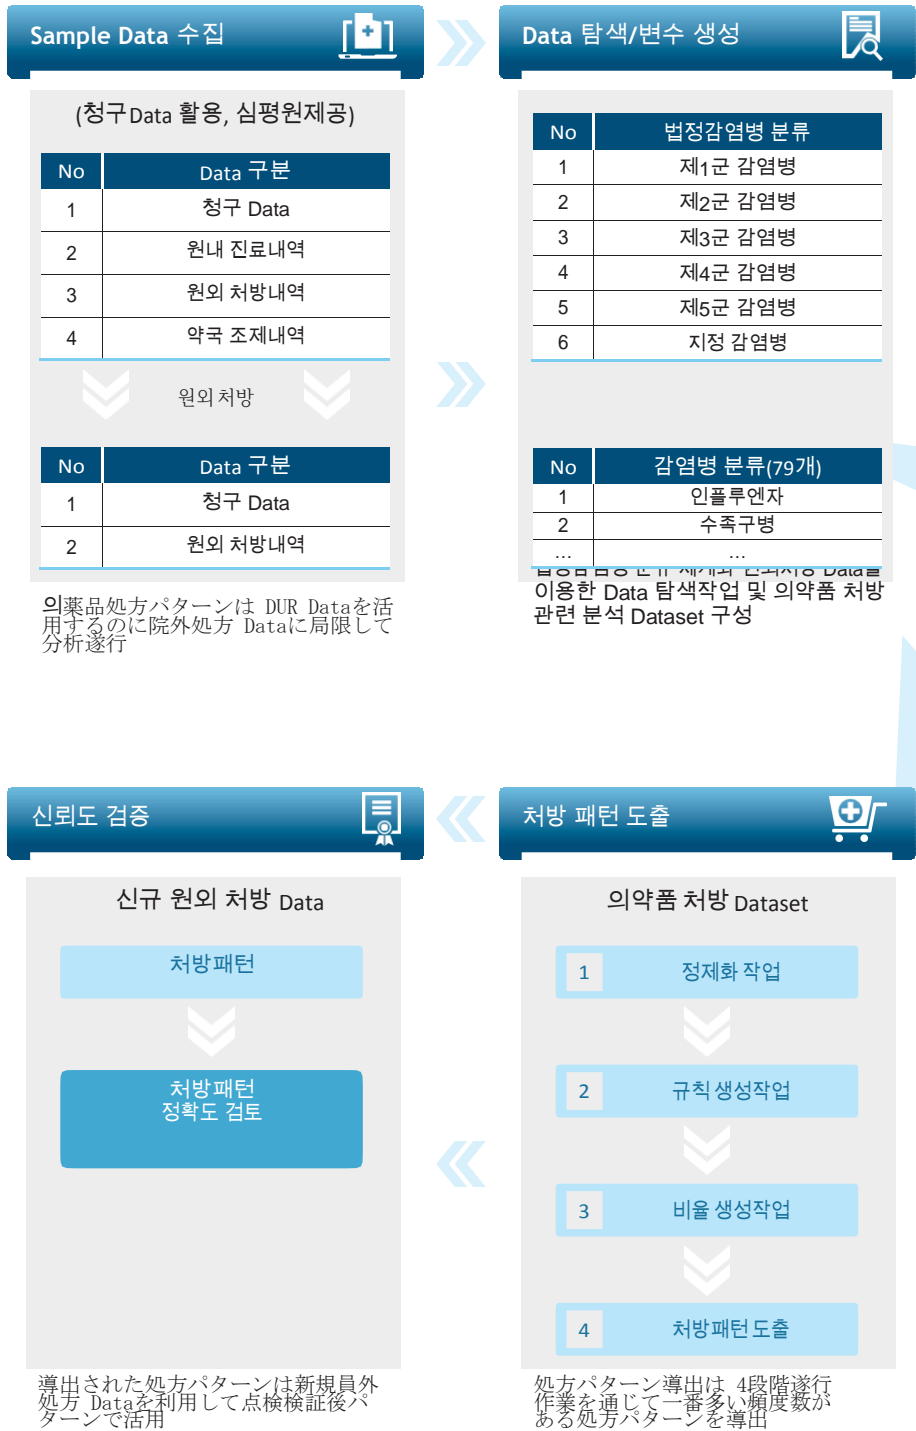 Sample Data 수집
(청구Data 활용, 심평원제공)
No Data 구분
1 청구 Data
2 원내 진료내역
3 원외 처방내역
4 약국 조제내역
원외 처방
No Data 구분
1 청구 Data
2 원외 처방내역
의薬品処方パターンは DUR Dataを活
用するのに院外処方 Dataに局限して
分析遂行
Data 탐색/변수 생성
No 법정감염병 분류
1 제1군 감염병
2 제2군 감염병
3 제3군 감염병
4 제4군 감염병
5 제5군 감염병
6 지정 감염병
No 감염병 분류(79개)
1 인플루엔자
2 수족구병
... ...
이용한 Data 탐색작업 및 의약품 처방
관련 분석 Dataset 구성
처방 패턴 도출
의약품 처방 Dataset
1 정제화 작업
2 규칙 생성작업
3 비율 생성작업
4 처방패턴 도출
処方パターン導出は 4段階遂行
作業を通じて一番多い頻度数が
ある処方パターンを導出
신뢰도 검증
신규 원외 처방 Data
처방패턴
처방패턴
정확도 검토
導出された処方パターンは新規員外
処方 Dataを利用して点検検証後パ
ターンで活用